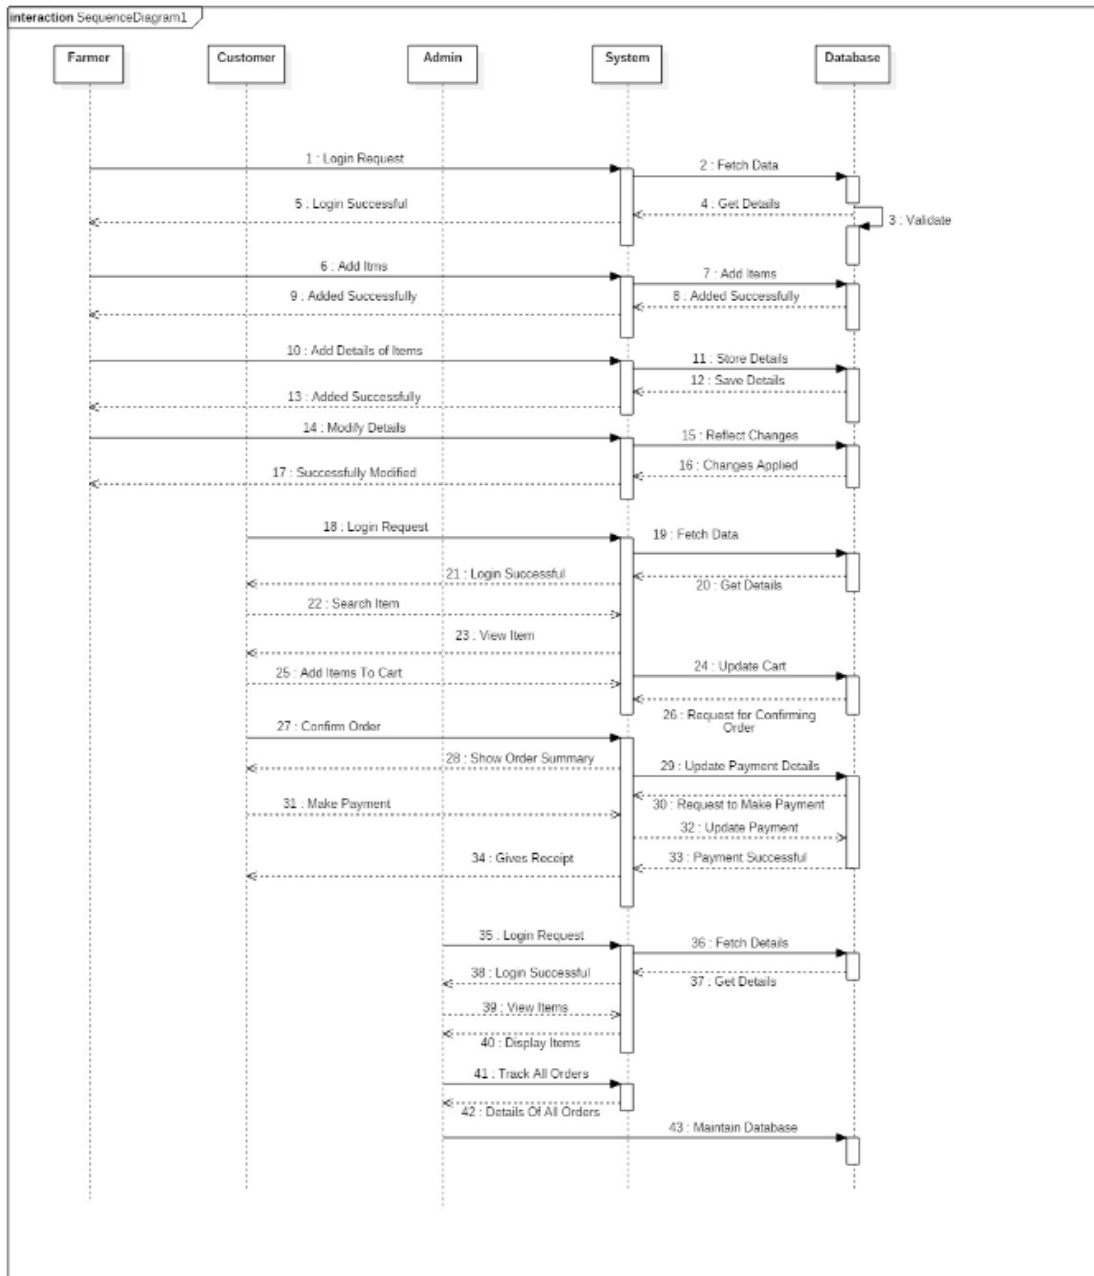 interaction SequenceDiagram1
Farmer
Customer
Admin
System
Database
1 : Login Request
2 : Fetch Data
5 : Login Successful
4 : Get Details
3 : Validate
6 : Add Itms
7 : Add Items
9 : Added Successfully
8 : Added Successfully
10 : Add Details of Items
11 : Store Details
12 : Save Details
13 : Added Successfully
14 : Modify Details
15 : Reflect Changes
16 : Changes Applied
17 : Successfully Modified
18 : Login Request
19 : Fetch Data
21 : Login Successful
20 : Get Details
22 : Search Item
23 : View Item
24 : Update Cart
25 : Add Items To Cart
26 : Request for Confirming
Order
27 : Confirm Order
28 : Show Order Summary
29 : Update Payment Details
31 : Make Payment
30 : Request to Make Payment
32 : Update Payment
34 : Gives Receipt
33 : Payment Successful
35 : Login Request
36 : Fetch Details
38 : Login Successful
37 : Get Details
39 : View Items
40 : Display Items
41 : Track All Orders
42 : Details Of All Orders
43 : Maintain Database